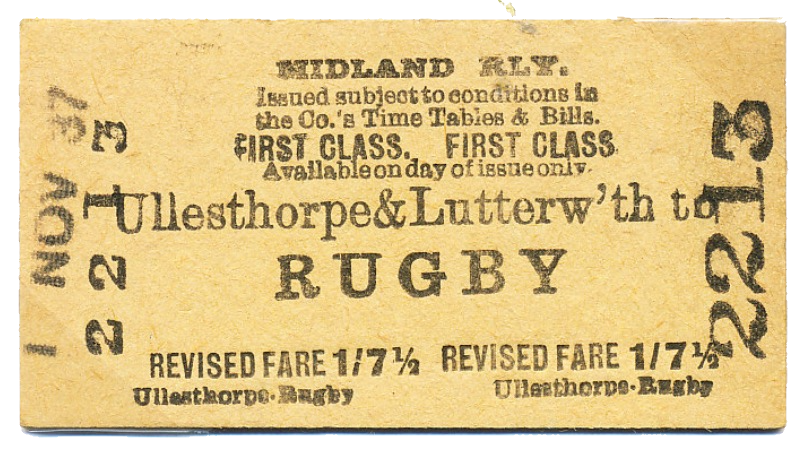 MIDLAND RLY.
Issued subject to conditions in
the Co.'s Time Tables & Bills.
FIRST CLASS. FIRST CLASS
Available on day of issue only.
Ullesthorpe&Lutterw'th to
RUGBY
REVISED FARE 1/7½ REVISED FARE 1/7½
Ullesthorpe-Rugby Ullesthorpe-Rugby
1 NOV 37
2213
2213